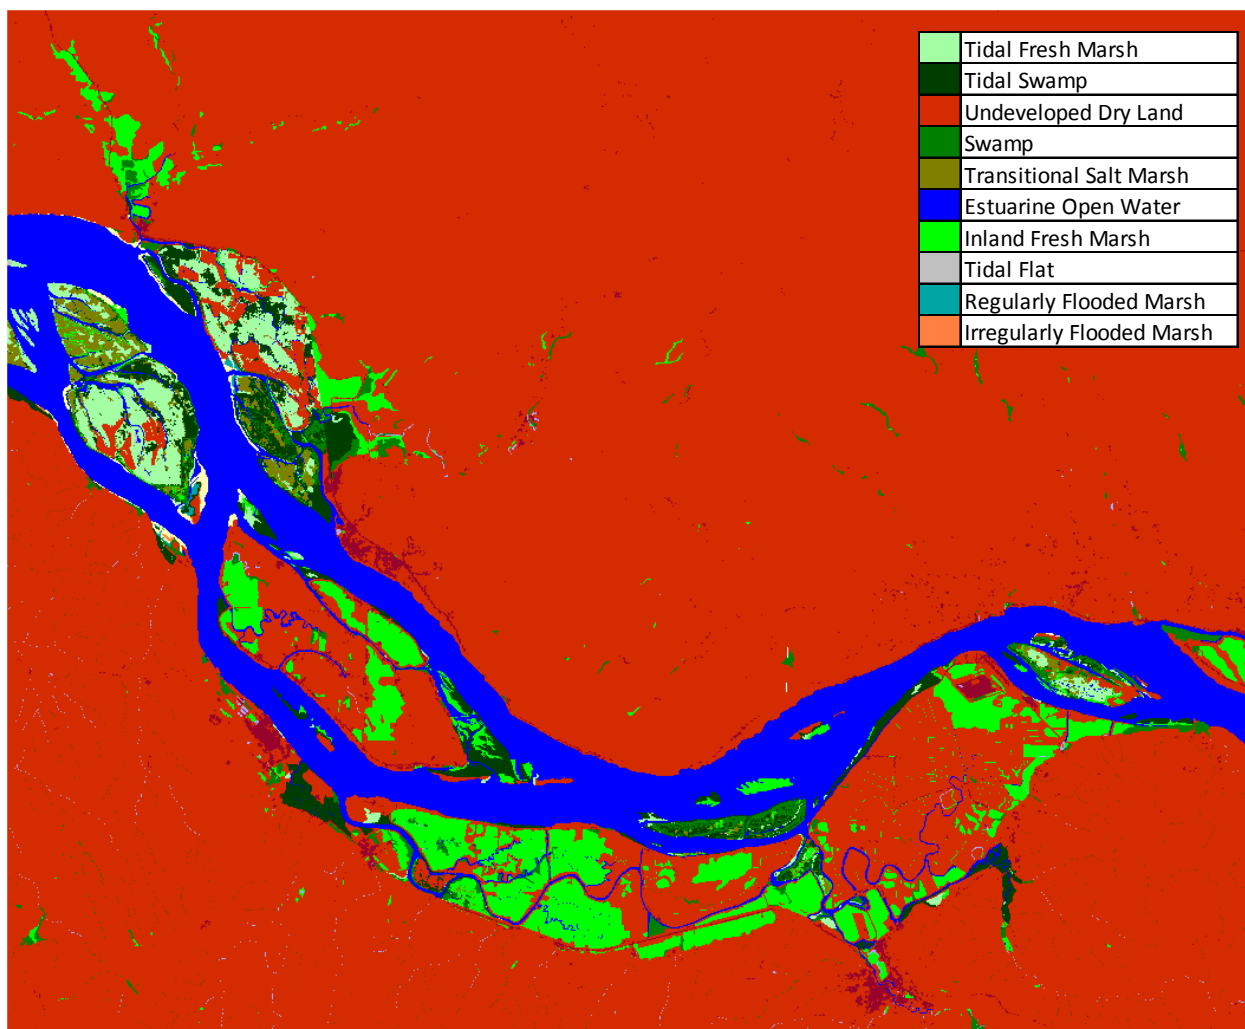 Tidal Fresh Marsh
Tidal Swamp
Undeveloped Dry Land
Swamp
Transitional Salt Marsh
Estuarine Open Water
Inland Fresh Marsh
Tidal Flat
Regularly Flooded Marsh
Irregularly Flooded Marsh